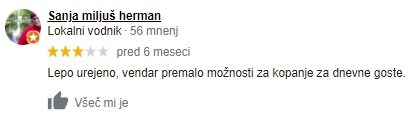 Sanja miljuš herman
Lokalni vodnik · 56 mnenj
pred 6 meseci
Lepo urejeno, vendar premalo možnosti za kopanje za dnevne goste.
Všeč mi je